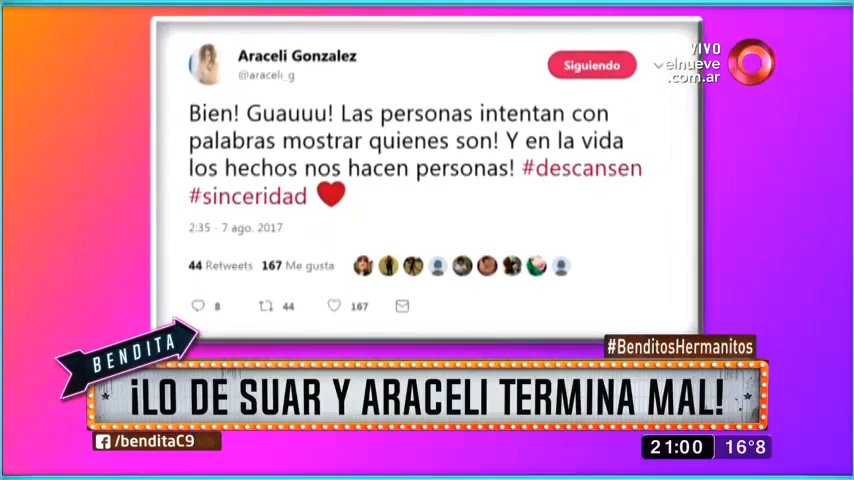 Araceli Gonzalez
@araceli_g
Siguiendo
VIVO
elnueve
.com.ar
Bien! Guauuu! Las personas intentan con
palabras mostrar quienes son! Y en la vida
los hechos nos hacen personas! #descansen
#sinceridad
2:35 - 7 ago. 2017
44 Retweets 167 Me gusta
8 44 167
#BenditosHermanitos
BENDITA
¡LO DE SUAR Y ARACELI TERMINA MAL!
/benditaC9
21:00 16°8